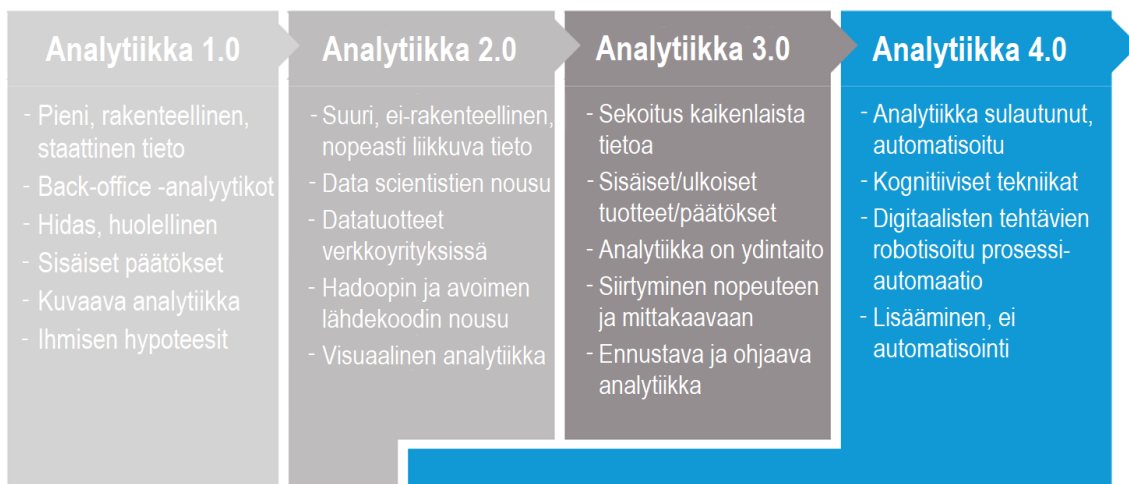 Analytiikka 1.0
- Pieni, rakenteellinen,
staattinen tieto
- Back-office -analyytikot
- Hidas, huolellinen
- Sisäiset päätökset
- Kuvaava analytiikka
- Ihmisen hypoteesit
Analytiikka 2.0
- Suuri, ei-rakenteellinen,
nopeasti liikkuva tieto
- Data scientistien nousu
- Datatuotteet
verkkoyrityksissä
- Hadoopin ja avoimen
lähdekoodin nousu
- Visuaalinen analytiikka
Analytiikka 3.0
- Sekoitus kaikenlaista
tietoa
- Sisäiset/ulkoiset
tuotteet/päätökset
- Analytiikka on ydintaito
- Siirtyminen nopeuteen
ja mittakaavaan
- Ennustava ja ohjaava
analytiikka
Analytiikka 4.0
- Analytiikka sulautunut,
automatisoitu
- Kognitiiviset tekniikat
- Digitaalisten tehtävien
robotisoitu prosessi-
automaatio
- Lisääminen, ei
automatisointi